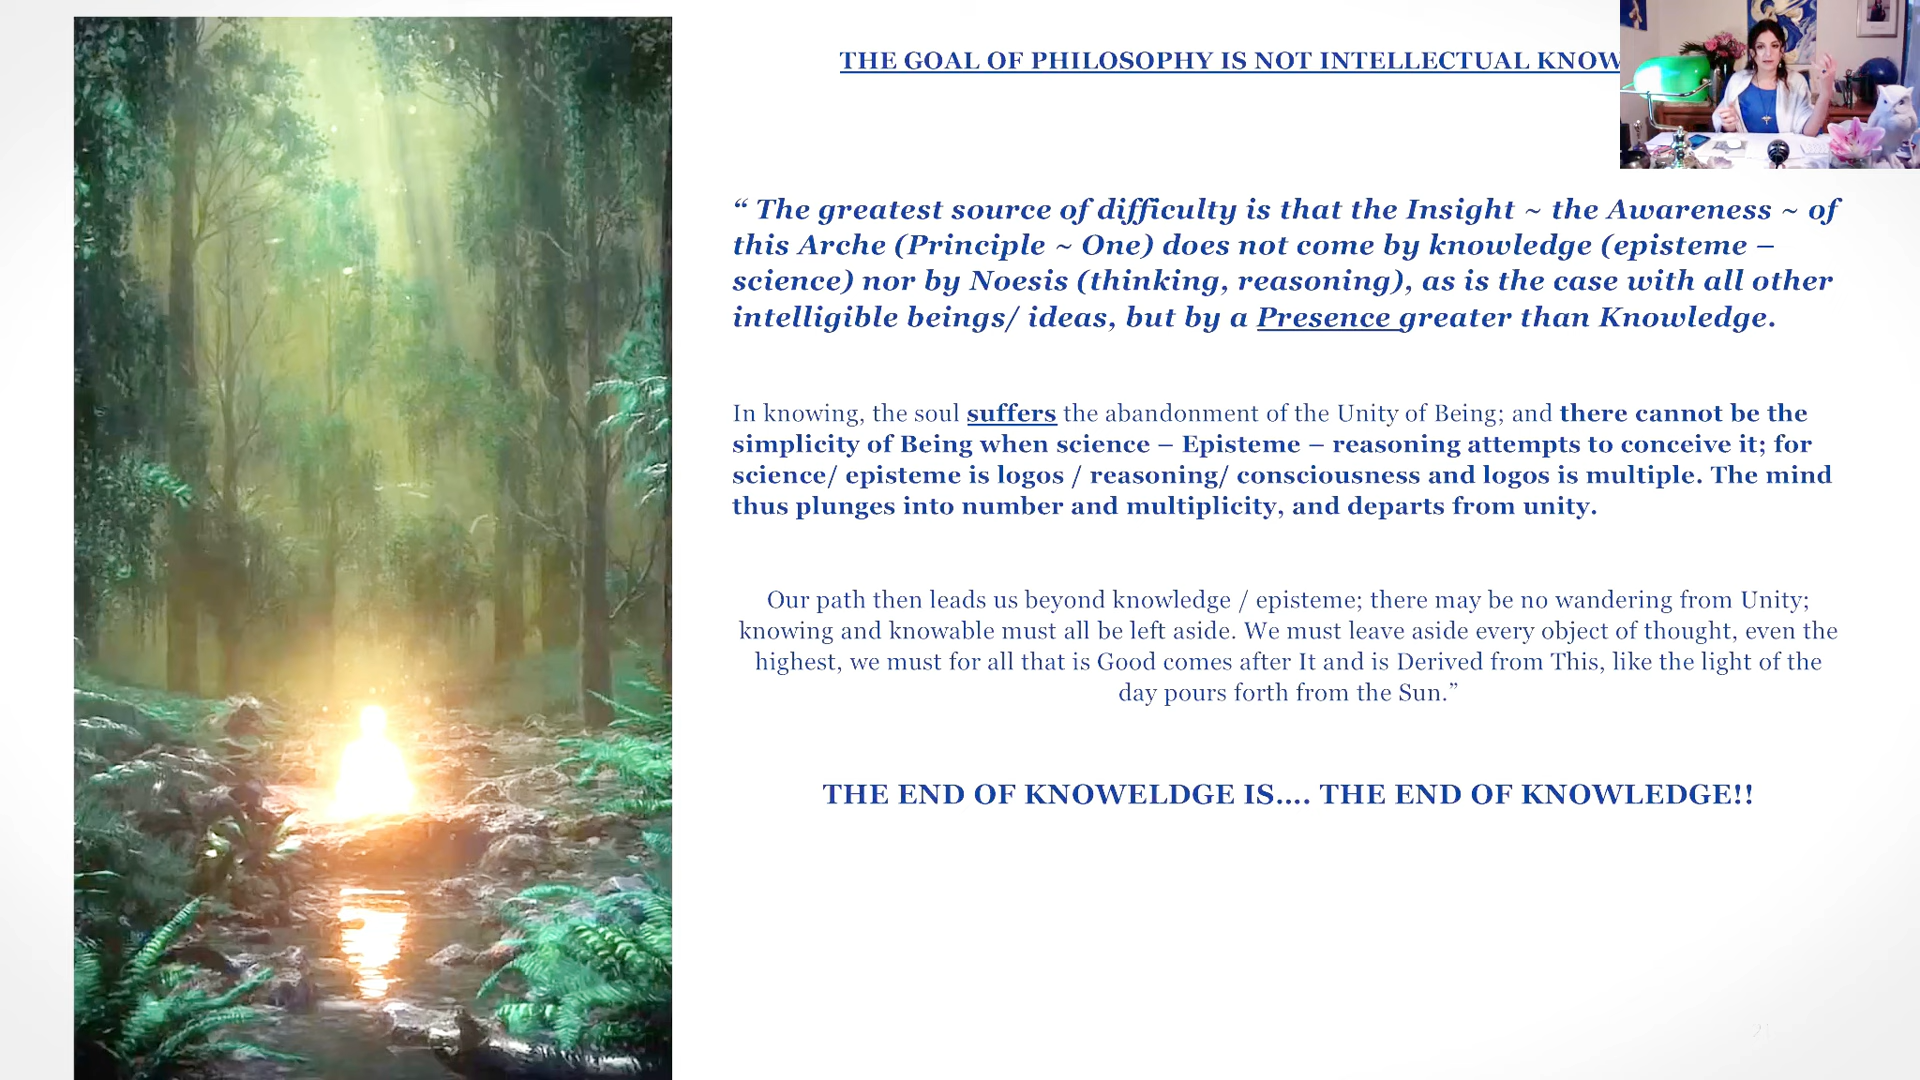 THE GOAL OF PHILOSOPHY IS NOT INTELLECTUAL
“ The greatest source of difficulty is that the Insight ~ the Awareness ~ of
this Arche (Principle ~ One) does not come by knowledge (episteme –
science) nor by Noesis (thinking, reasoning), as is the case with all other
intelligible beings/ ideas, but by a Presence greater than Knowledge.
In knowing, the soul suffers the abandonment of the Unity of Being; and there cannot be the
simplicity of Being when science – Episteme – reasoning attempts to conceive it; for
science/ episteme is logos / reasoning/ consciousness and logos is multiple. The mind
thus plunges into number and multiplicity, and departs from unity.
Our path then leads us beyond knowledge / episteme; there may be no wandering from Unity;
knowing and knowable must all be left aside. We must leave aside every object of thought, even the
highest, we must for all that is Good comes after It and is Derived from This, like the light of the
day pours forth from the Sun.”
THE END OF KNOWELDGE IS.... THE END OF KNOWLEDGE!!